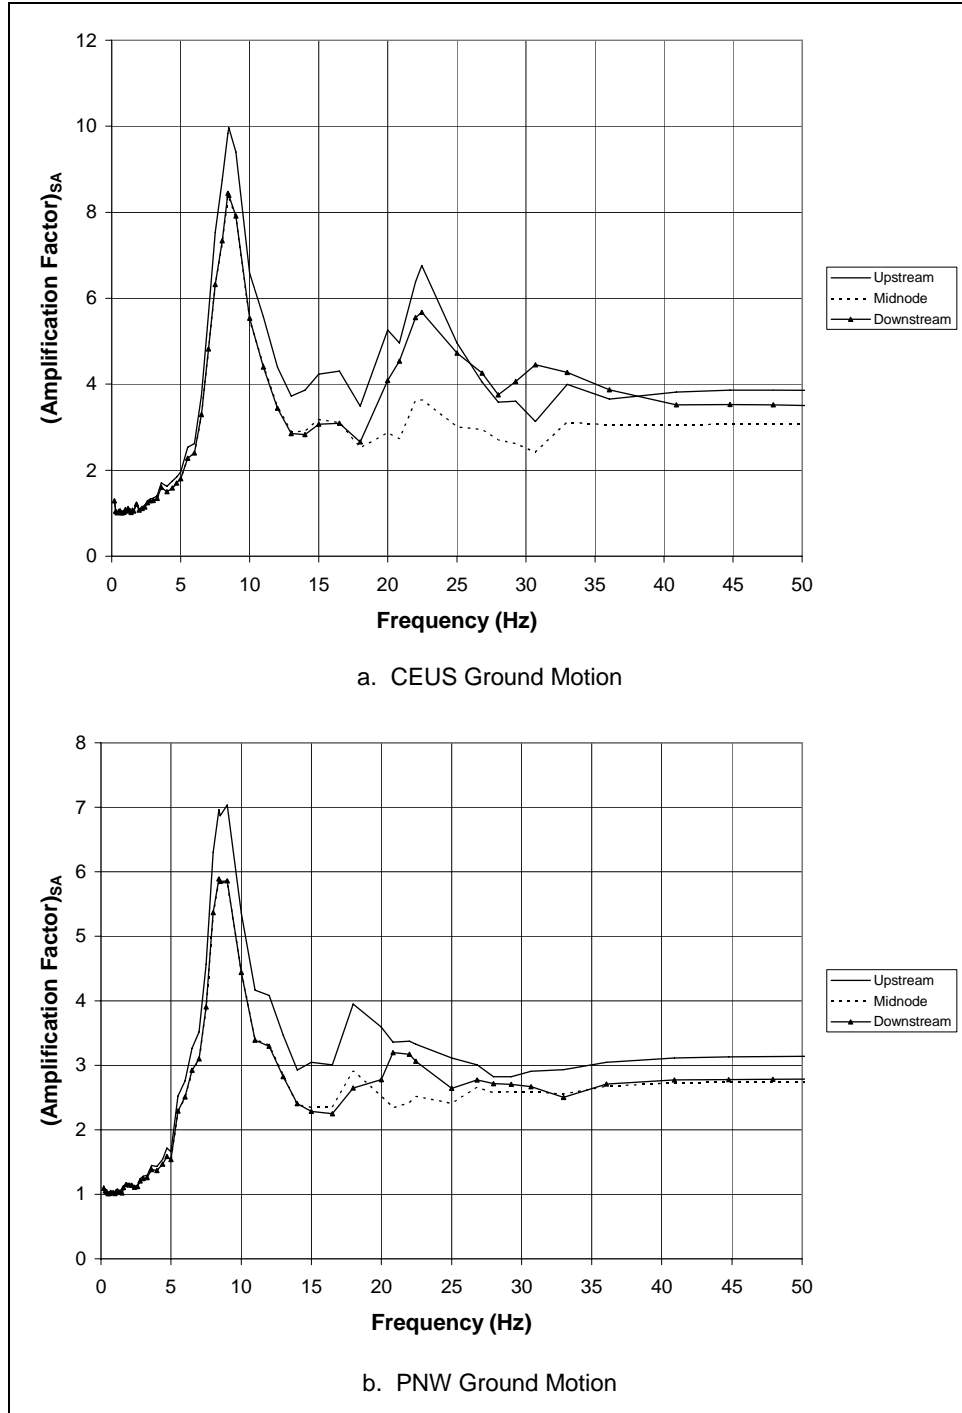 12
10
8
6
4
2
0
(Amplification Factor)SA
0 5 10 15 20 25 30 35 40 45 50
Frequency (Hz)
Upstream
Midnode
Downstream
a. CEUS Ground Motion
8
7
6
5
4
3
2
1
0
(Amplification Factor)SA
0 5 10 15 20 25 30 35 40 45 50
Frequency (Hz)
Upstream
Midnode
Downstream
b. PNW Ground Motion